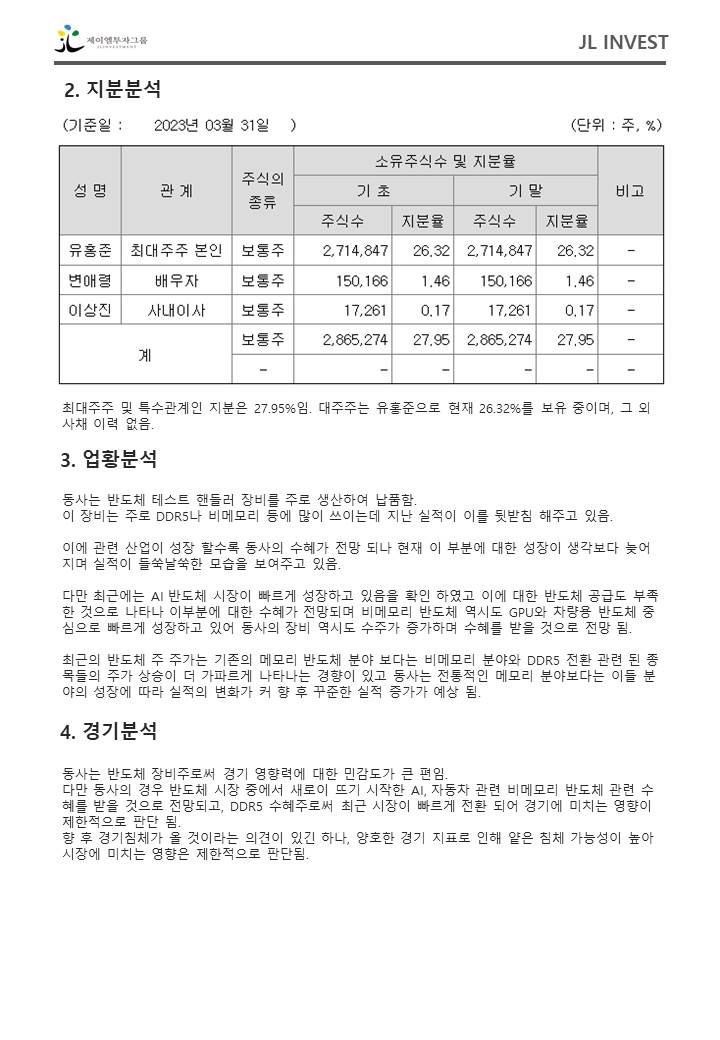 제이엘투자그룹
JLINVESTMENT
JL INVEST
2. 지분분석
(기준일 : 2023년 03월 31일 )
(단위 : 주, %)
성 명 관 계 주식의 종류 소유주식수 및 지분율 비고
기 초 기 말
주식수 지분율 주식수 지분율
유홍준 최대주주 본인 보통주 2,714,847 26.32 2,714,847 26.32 -
변애령 배우자 보통주 150,166 1.46 150,166 1.46 -
이상진 사내이사 보통주 17,261 0.17 17,261 0.17 -
계 보통주 2,865,274 27.95 2,865,274 27.95 -
- - - - - -
최대주주 및 특수관계인 지분은 27.95%임. 대주주는 유홍준으로 현재 26.32%를 보유 중이며, 그 외
사채 이력 없음.
3. 업황분석
동사는 반도체 테스트 핸들러 장비를 주로 생산하여 납품함.
이 장비는 주로 DDR5나 비메모리 등에 많이 쓰이는데 지난 실적이 이를 뒷받침 해주고 있음.
이에 관련 산업이 성장 할수록 동사의 수혜가 전망 되나 현재 이 부분에 대한 성장이 생각보다 늦어
지며 실적이 들쑥날쑥한 모습을 보여주고 있음.
다만 최근에는 AI 반도체 시장이 빠르게 성장하고 있음을 확인 하였고 이에 대한 반도체 공급도 부족
한 것으로 나타나 이부분에 대한 수혜가 전망되며 비메모리 반도체 역시도 GPU와 차량용 반도체 중
심으로 빠르게 성장하고 있어 동사의 장비 역시도 수주가 증가하며 수혜를 받을 것으로 전망 됨.
최근의 반도체 주 주가는 기존의 메모리 반도체 분야 보다는 비메모리 분야와 DDR5 전환 관련 된 종
목들의 주가 상승이 더 가파르게 나타나는 경향이 있고 동사는 전통적인 메모리 분야보다는 이들 분
야의 성장에 따라 실적의 변화가 커 향 후 꾸준한 실적 증가가 예상 됨.
4. 경기분석
동사는 반도체 장비주로써 경기 영향력에 대한 민감도가 큰 편임.
다만 동사의 경우 반도체 시장 중에서 새로이 뜨기 시작한 AI, 자동차 관련 비메모리 반도체 관련 수
혜를 받을 것으로 전망되고, DDR5 수혜주로써 최근 시장이 빠르게 전환 되어 경기에 미치는 영향이
제한적으로 판단 됨.
향 후 경기침체가 올 것이라는 의견이 있긴 하나, 양호한 경기 지표로 인해 얕은 침체 가능성이 높아
시장에 미치는 영향은 제한적으로 판단됨.